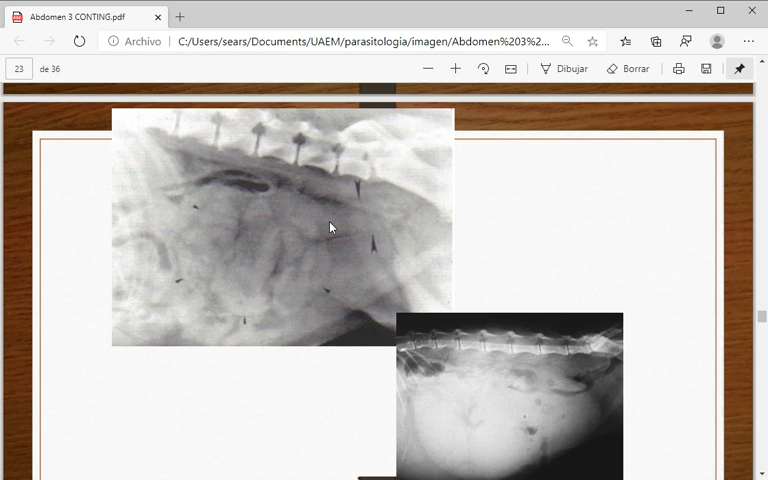 Abdomen 3 CONTING.pdf
Archivo
C:/Users/sears/Documents/UAEM/parasitologia/imagen/Abdomen%203%2...
23
de 36
Dibujar
Borrar